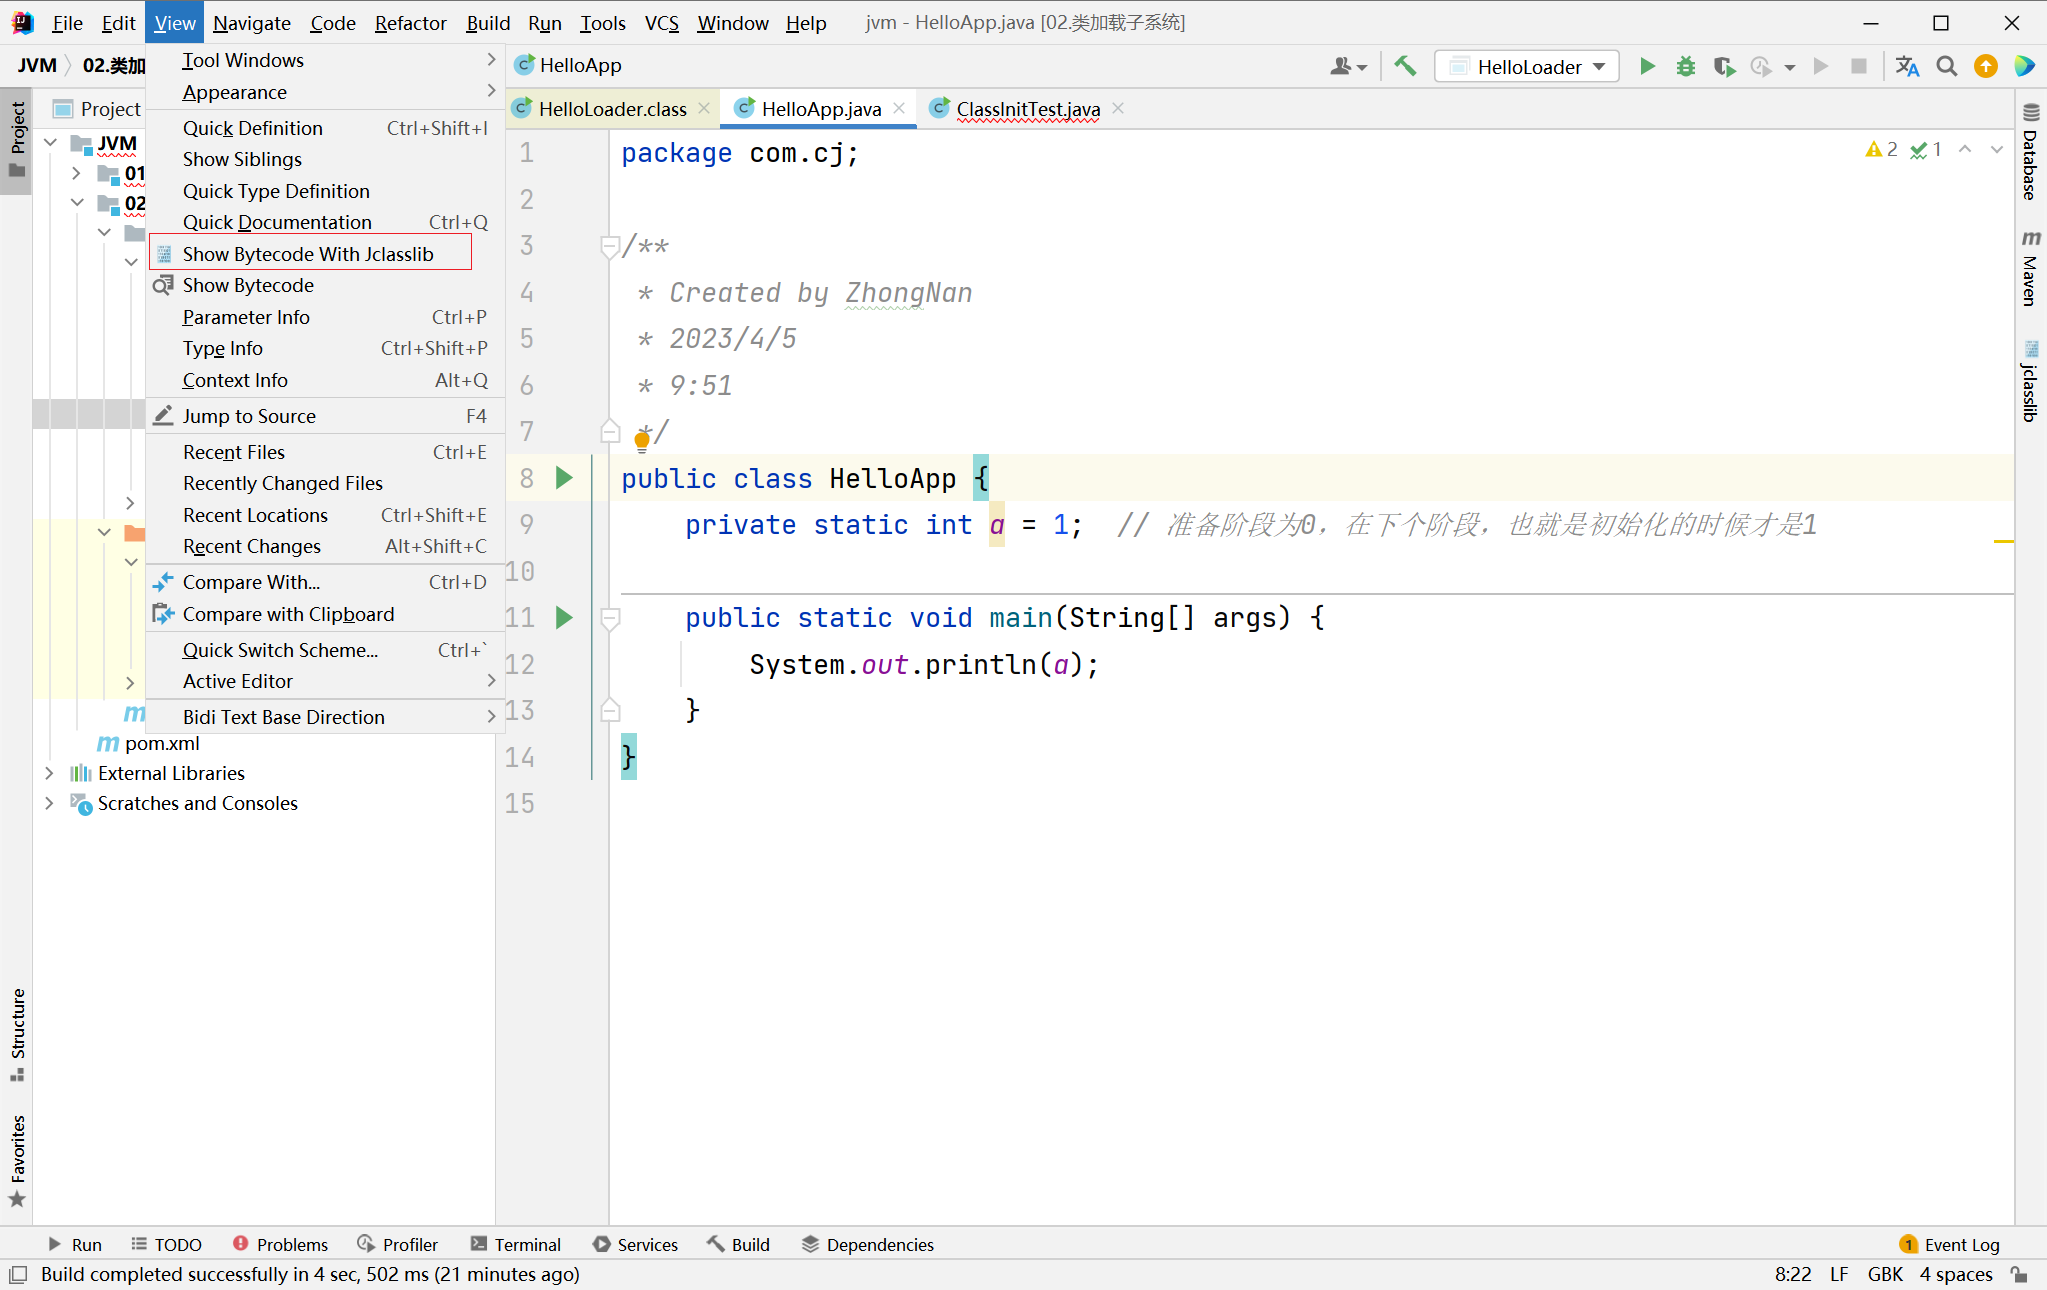 File Edit View Navigate Code Refactor Build Run Tools VCS Window Help jvm - HelloApp.java [02.类加载子系统]
JVM 02.类加 HelloApp HelloLoader
Project
Project
JVM
01
02
m
m pom.xml
External Libraries
Scratches and Consoles
Structure
Favorites
Tool Windows
Appearance
Quick Definition Ctrl+Shift+I
Show Siblings
Quick Type Definition
Quick Documentation Ctrl+Q
Show Bytecode With Jclasslib
Show Bytecode
Parameter Info Ctrl+P
Type Info Ctrl+Shift+P
Context Info Alt+Q
Jump to Source F4
Recent Files Ctrl+E
Recently Changed Files
Recent Locations Ctrl+Shift+E
Recent Changes Alt+Shift+C
Compare With... Ctrl+D
Compare with Clipboard
Quick Switch Scheme... Ctrl+`
Active Editor
Bidi Text Base Direction
HelloLoader.class HelloApp.java ClassInitTest.java
2 1
1 package com.cj;
2
3 /**
4 * Created by ZhongNan
5 * 2023/4/5
6 * 9:51
7 */
8 public class HelloApp {
9 private static int a = 1; // 准备阶段为0，在下个阶段，也就是初始化的时候才是1
10
11 public static void main(String[] args) {
12 System.out.println(a);
13 }
14 }
15
Database
m Maven
jclasslib
Run TODO Problems Profiler Terminal Services Build Dependencies 1 Event Log
Build completed successfully in 4 sec, 502 ms (21 minutes ago) 8:22 LF GBK 4 spaces